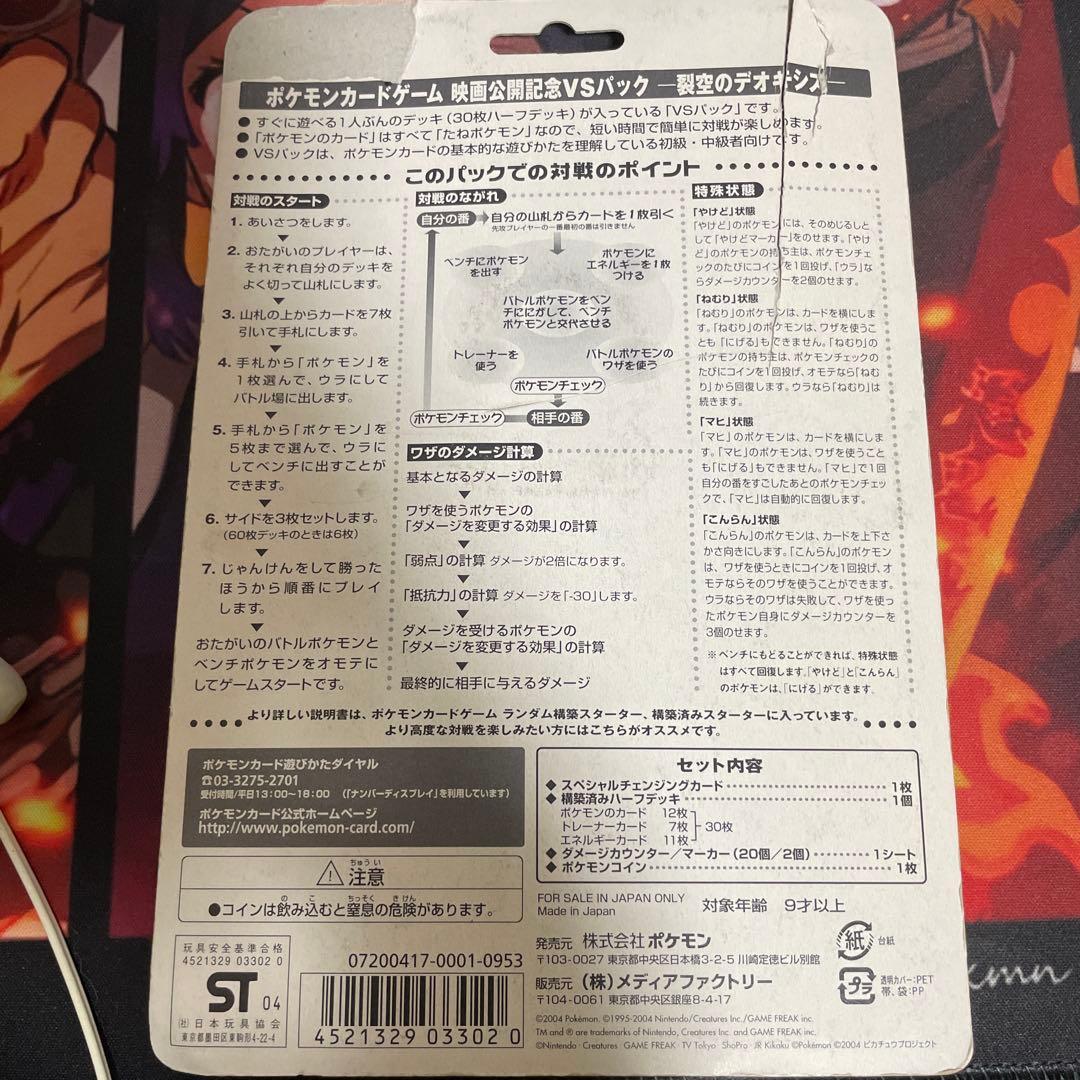 ポケモンカードゲーム 映画公開記念VSパック ―裂空のデオキシス―
● すぐに遊べる1人ぶんのデッキ(30枚ハーフデッキ)が入っている「VSパック」です。
● 「ポケモンのカード」はすべて「たねポケモン」なので、短い時間で簡単に対戦が楽しめます。
● VSパックは、ポケモンカードの基本的な遊びかたを理解している初級・中級者向けです。
このパックでの対戦のポイント
対戦のスタート
1. あいさつをします。
2. おたがいのプレイヤーは、
それぞれ自分のデッキを
よく切って山札にします。
3. 山札の上からカードを7枚
引いて手札にします。
4. 手札から「ポケモン」を
1枚選んで、ウラにして
バトル場に出します。
5. 手札から「ポケモン」を
5枚まで選んで、ウラに
してベンチに出すことが
できます。
6. サイドを3枚セットします。
(60枚デッキのときは6枚)
7. じゃんけんをして勝った
ほうから順番にプレイ
します。
おたがいのバトルポケモンと
ベンチポケモンをオモテに
してゲームスタートです。
対戦のながれ
自分の番 自分の山札からカードを1枚引く
先攻プレイヤーの一番最初の番は引きません
ベンチにポケモン
を出す
ポケモンに
エネルギーを1枚
つける
バトルポケモンをベン
チににがして、ベンチ
ポケモンと交代させる
トレーナーを
使う
バトルポケモンの
ワザを使う
ポケモンチェック
ポケモンチェック 相手の番
ワザのダメージ計算
基本となるダメージの計算
ワザを使うポケモンの
「ダメージを変更する効果」の計算
「弱点」の計算 ダメージが2倍になります。
「抵抗力」の計算 ダメージを「-30」します。
ダメージを受けるポケモンの
「ダメージを変更する効果」の計算
最終的に相手に与えるダメージ
特殊状態
「やけど」状態
「やけど」のポケモンには、そのめじるしと
して「やけどマーカー」をのせます。「やけ
ど」のポケモンの持ち主は、ポケモンチェッ
クのたびにコインを1回投げ、「ウラ」な
らダメージカウンターを2個のせます。
「ねむり」状態
「ねむり」のポケモンは、カードを横にしま
す。「ねむり」のポケモンは、ワザを使うこ
とも「にげる」もできません。「ねむり」の
ポケモンの持ち主は、ポケモンチェックの
たびにコインを1回投げ、オモテなら「ねむ
り」から回復します。ウラなら「ねむり」は
続きます。
「マヒ」状態
「マヒ」のポケモンは、カードを横にしま
す。「マヒ」のポケモンは、ワザを使うこと
も「にげる」もできません。「マヒ」で1回
自分の番をすごしたあとのポケモンチェッ
クで、「マヒ」は自動的に回復します。
「こんらん」状態
「こんらん」のポケモンは、カードを上下さ
かさ向きにします。「こんらん」のポケモン
は、ワザを使うときにコインを1回投げ、オ
モテならそのワザを使うことができます。
ウラならそのワザは失敗して、ワザを使っ
たポケモン自身にダメージカウンターを
3個のせます。
※ベンチにもどることができれば、特殊状態
はすべて回復します。「やけど」と「こんらん」
のポケモンは、「にげる」ができます。
より詳しい説明書は、ポケモンカードゲーム ランダム構築スターター、構築済みスターターに入っています。
より高度な対戦を楽しみたい方にはこちらがオススメです。
ポケモンカード遊びかたダイヤル
☎03-3275-2701
受付時間/平日13:00~18:00 (「ナンバーディスプレイ」を利用しています)
ポケモンカード公式ホームページ
http://www.pokemon-card.com/
ちゅうい
⚠注意
の こ ちっそく きけん
●コインは飲み込むと窒息の危険があります。
セット内容
◆ スペシャルチェンジングカード 1枚
◆ 構築済みハーフデッキ 1個
ポケモンのカード 12枚
トレーナーカード 7枚 30枚
エネルギーカード 11枚
◆ ダメージカウンター/マーカー(20個/2個) 1シート
◆ ポケモンコイン 1枚
FOR SALE IN JAPAN ONLY
Made in Japan
対象年齢 9才以上
玩具安全基準合格
4521329 03302 0
ST 04
(社)日本玩具協会
東京都墨田区東駒形4-22-4
07200417-0001-0953
4 521329 033020
発売元 株式会社ポケモン
〒103-0027 東京都中央区日本橋3-2-5 川崎定徳ビル別館
販売元 (株)メディアファクトリー
〒104-0061 東京都中央区銀座8-4-17
紙 台紙
プラ 透明カバー:PET
帯、袋:PP
©2004 Pokémon. ©1995-2004 Nintendo/Creatures Inc./GAME FREAK inc.
TM and ® are trademarks of Nintendo, Creatures Inc. and GAME FREAK inc.
©Nintendo・Creatures・GAME FREAK・TV Tokyo・ShoPro・JR Kikaku ©Pokémon ©2004 ピカチュウプロジェクト